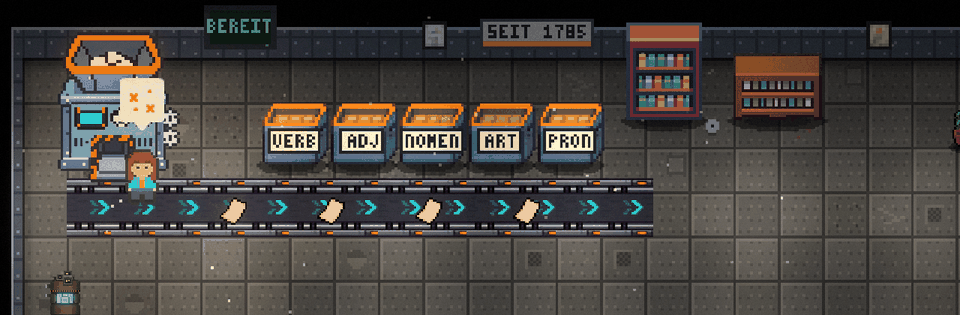 BEREIT
SEIT 1785
VERB
ADJ
NOMEN
ART
PRON